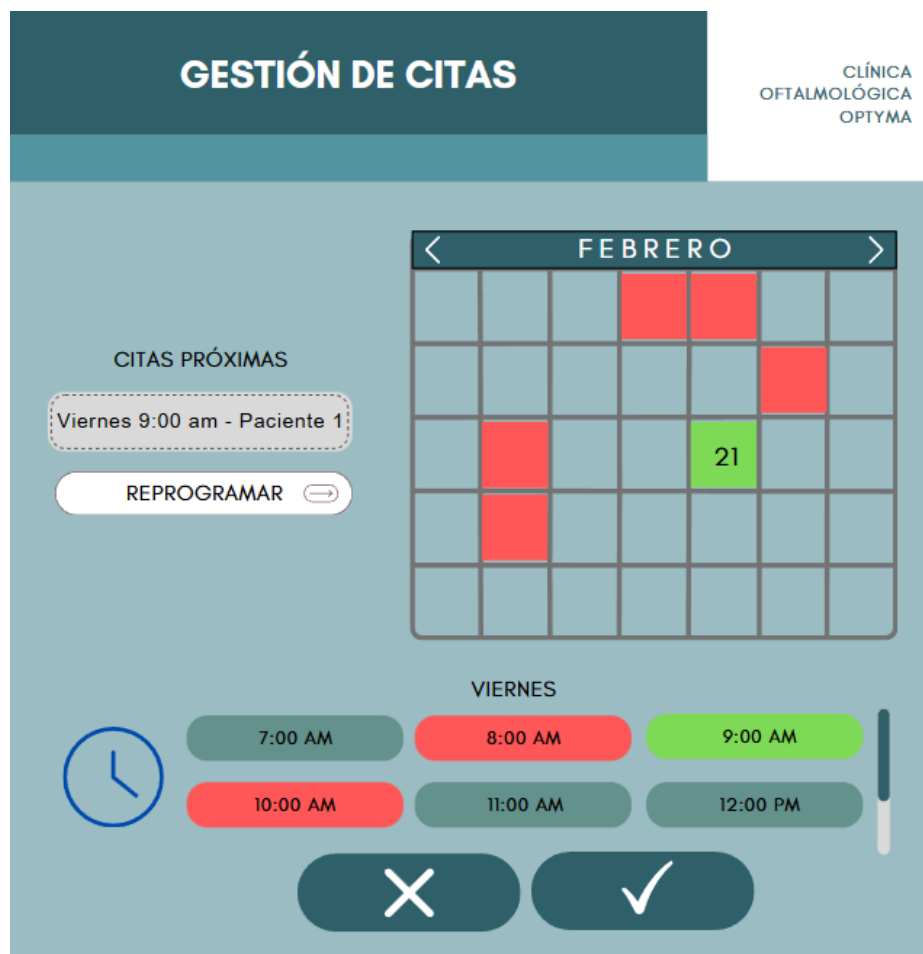 GESTIÓN DE CITAS
CLÍNICA
OFTALMOLÓGICA
OPTYMA
FEBRERO
CITAS PRÓXIMAS
Viernes 9:00 am - Paciente 1
21
REPROGRAMAR
VIERNES
7:00 AM
8:00 AM
9:00 AM
10:00 AM
11:00 AM
12:00 PM